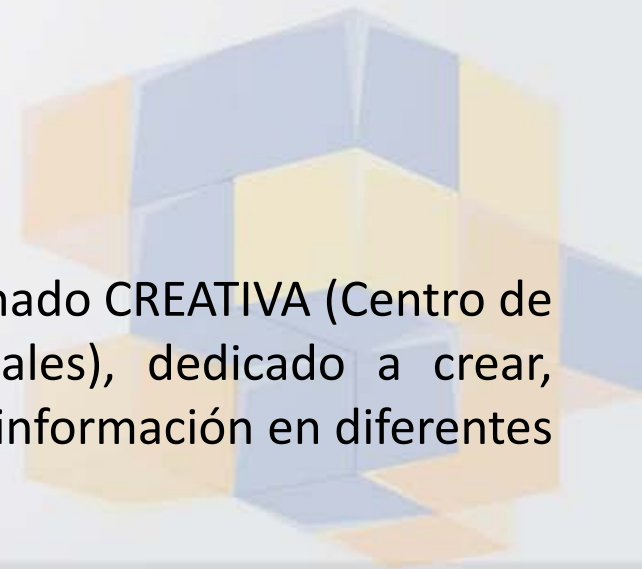 nado CREATIVA (Centro de
ales), dedicado a crear,
información en diferentes